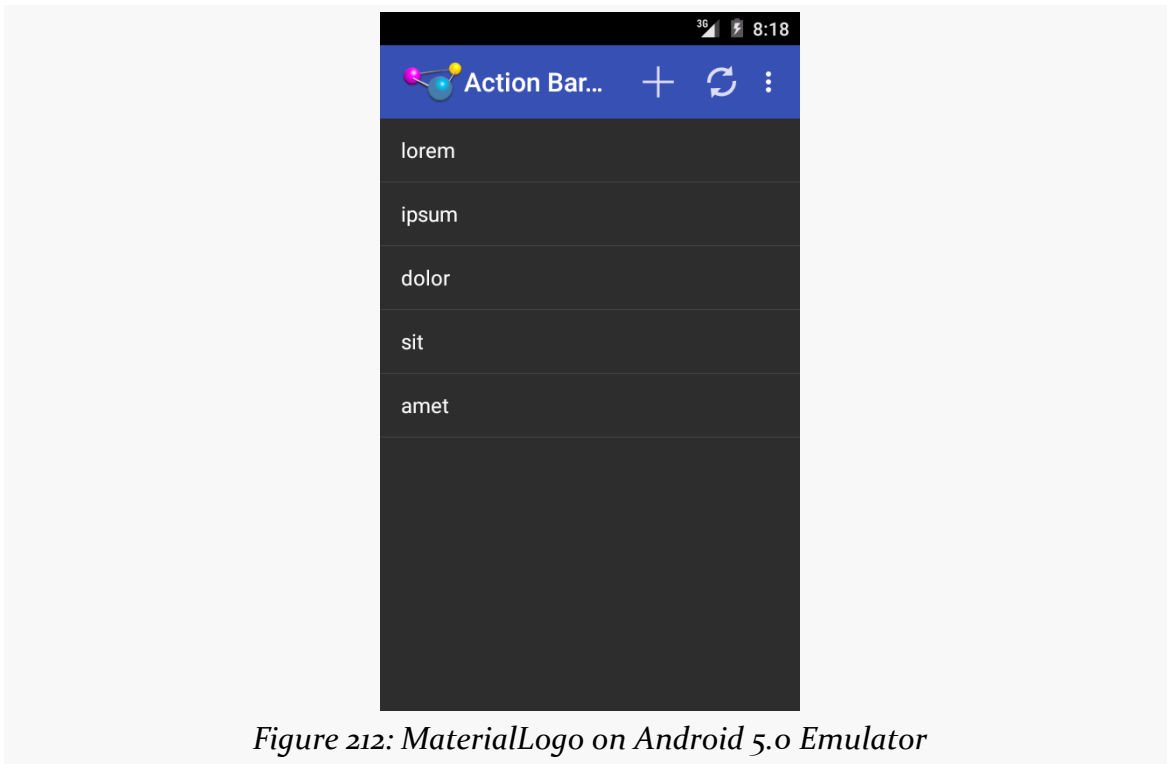 3G 8:18
Action Bar...
lorem
ipsum
dolor
sit
amet
Figure 212: MaterialLogo on Android 5.0 Emulator